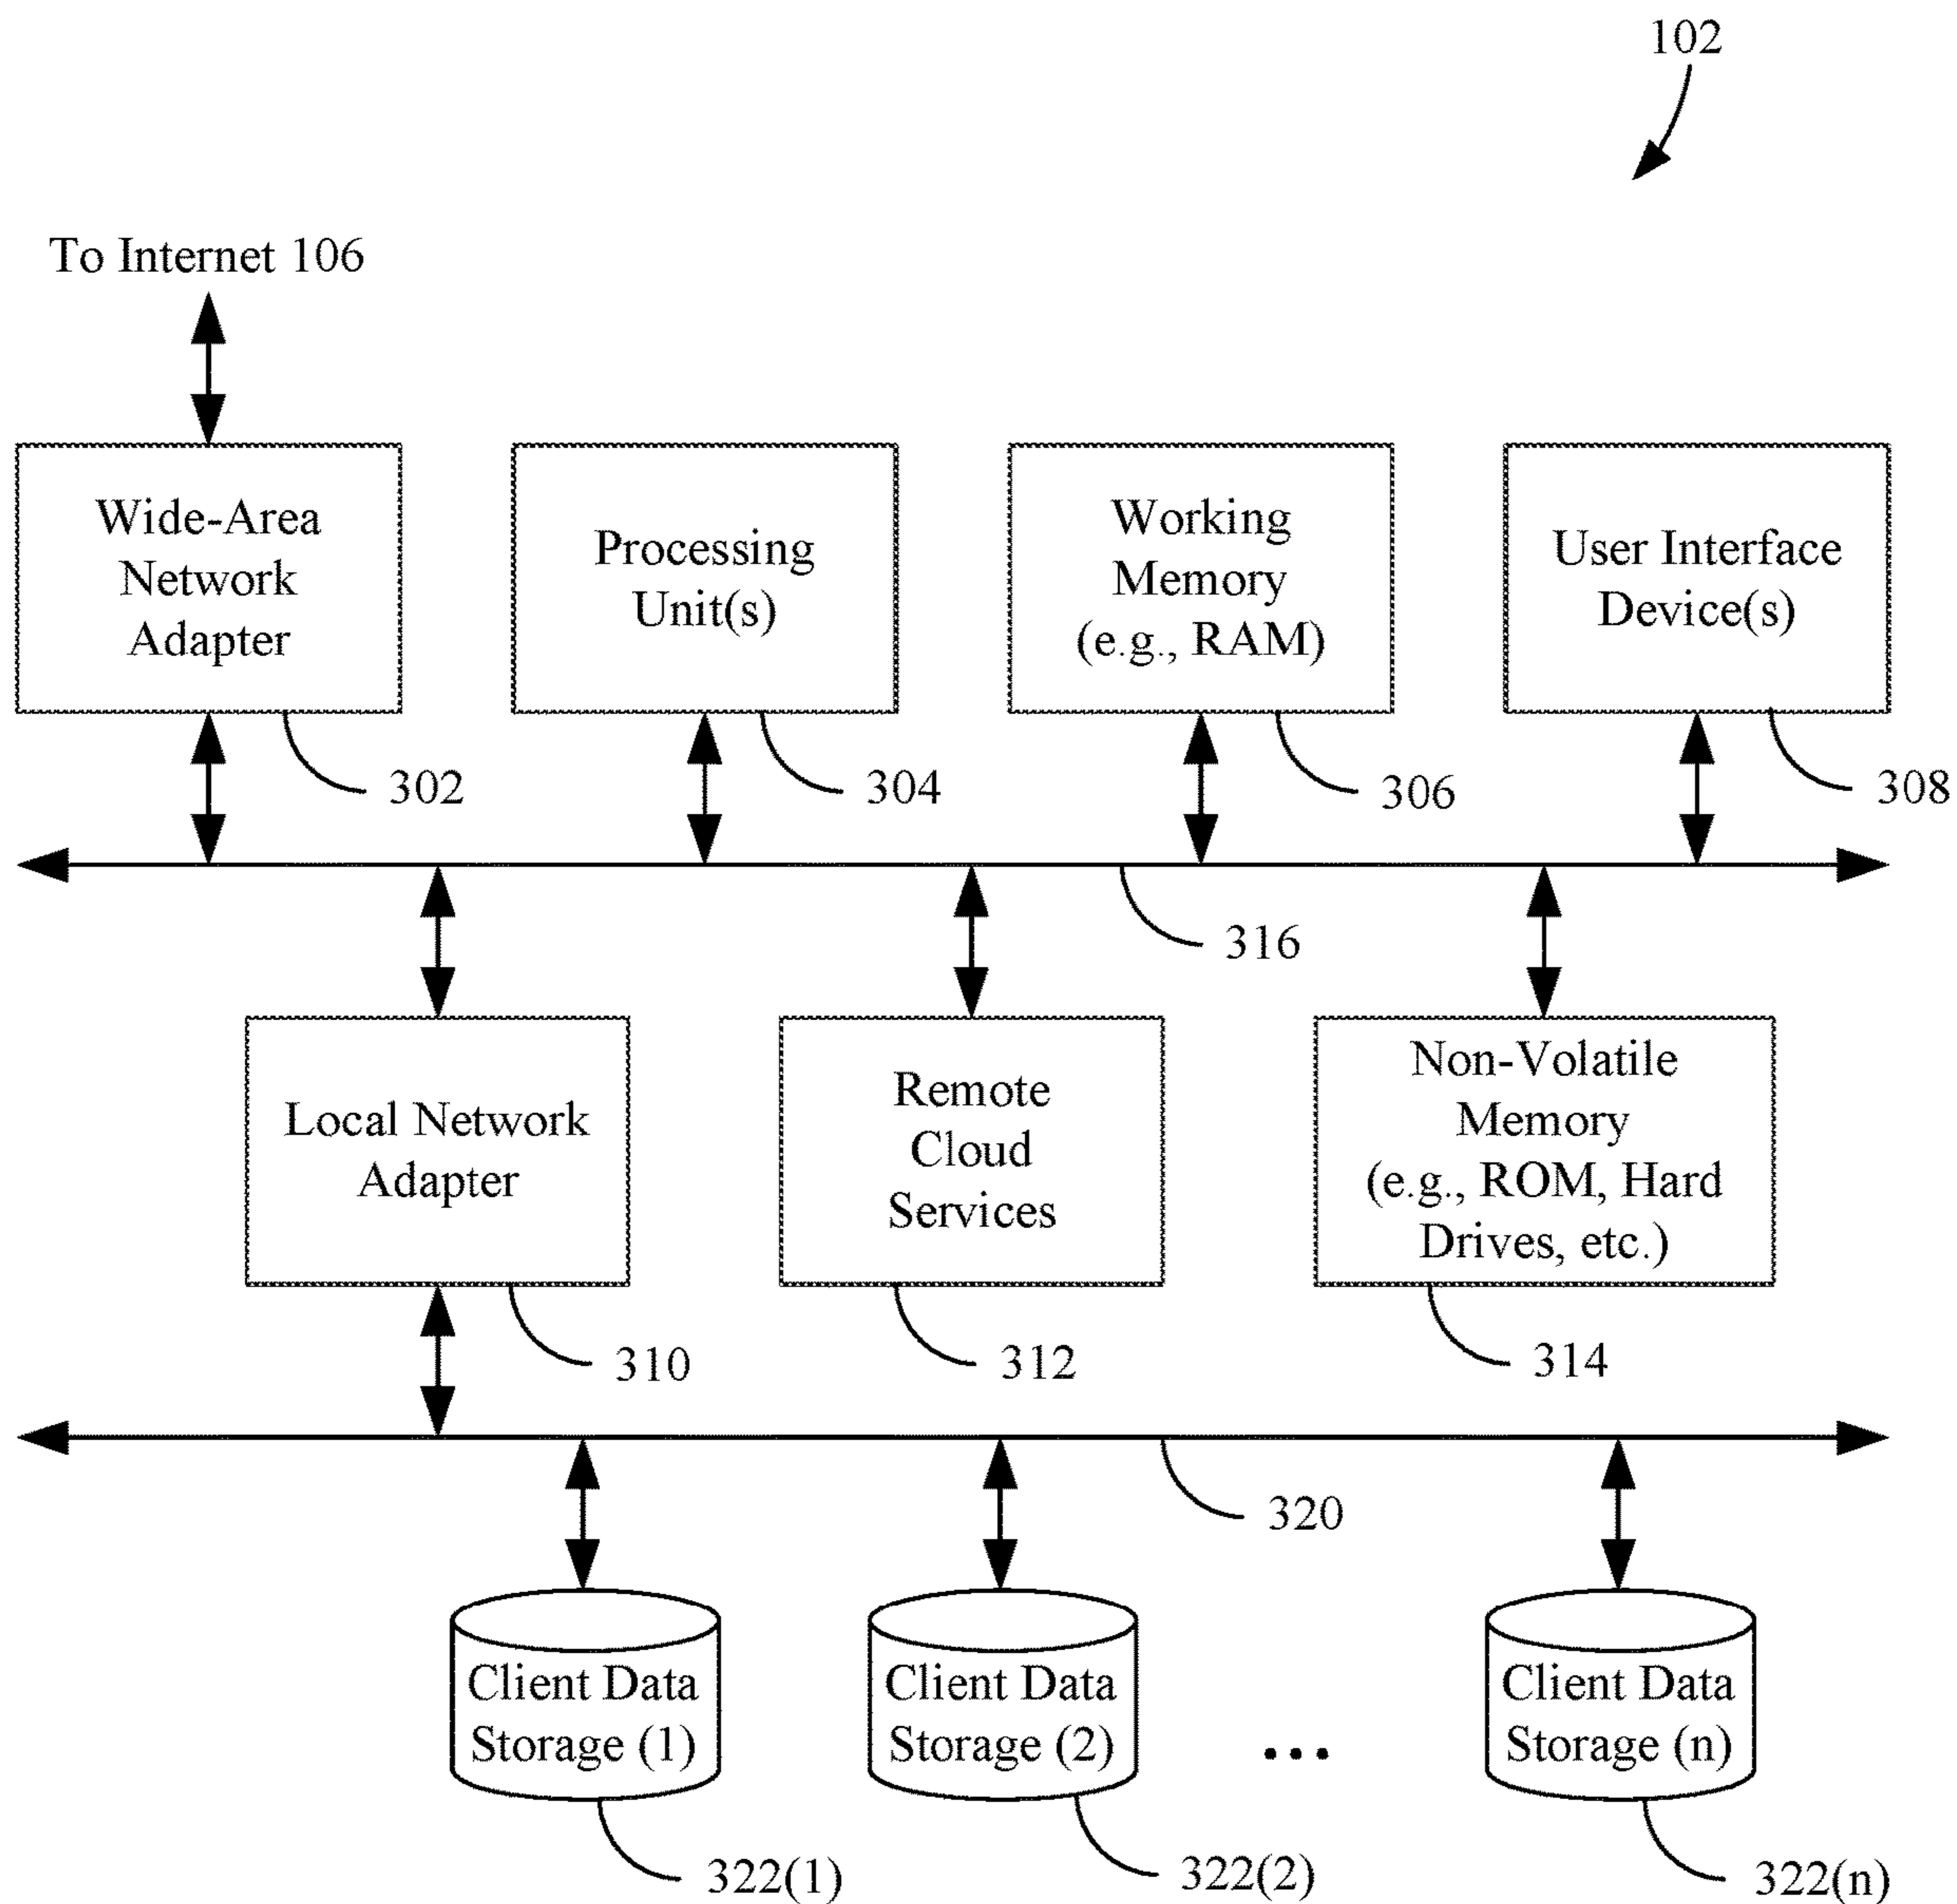 102
To Internet 106
Wide-Area
Network
Adapter
Processing
Unit(s)
Working
Memory
(e.g., RAM)
User Interface
Device(s)
302
304
306
308
316
Local Network
Adapter
Remote
Cloud
Services
Non-Volatile
Memory
(e.g., ROM, Hard
Drives, etc.)
310
312
314
320
Client Data
Storage (1)
Client Data
Storage (2)
...
Client Data
Storage (n)
322(1)
322(2)
322(n)